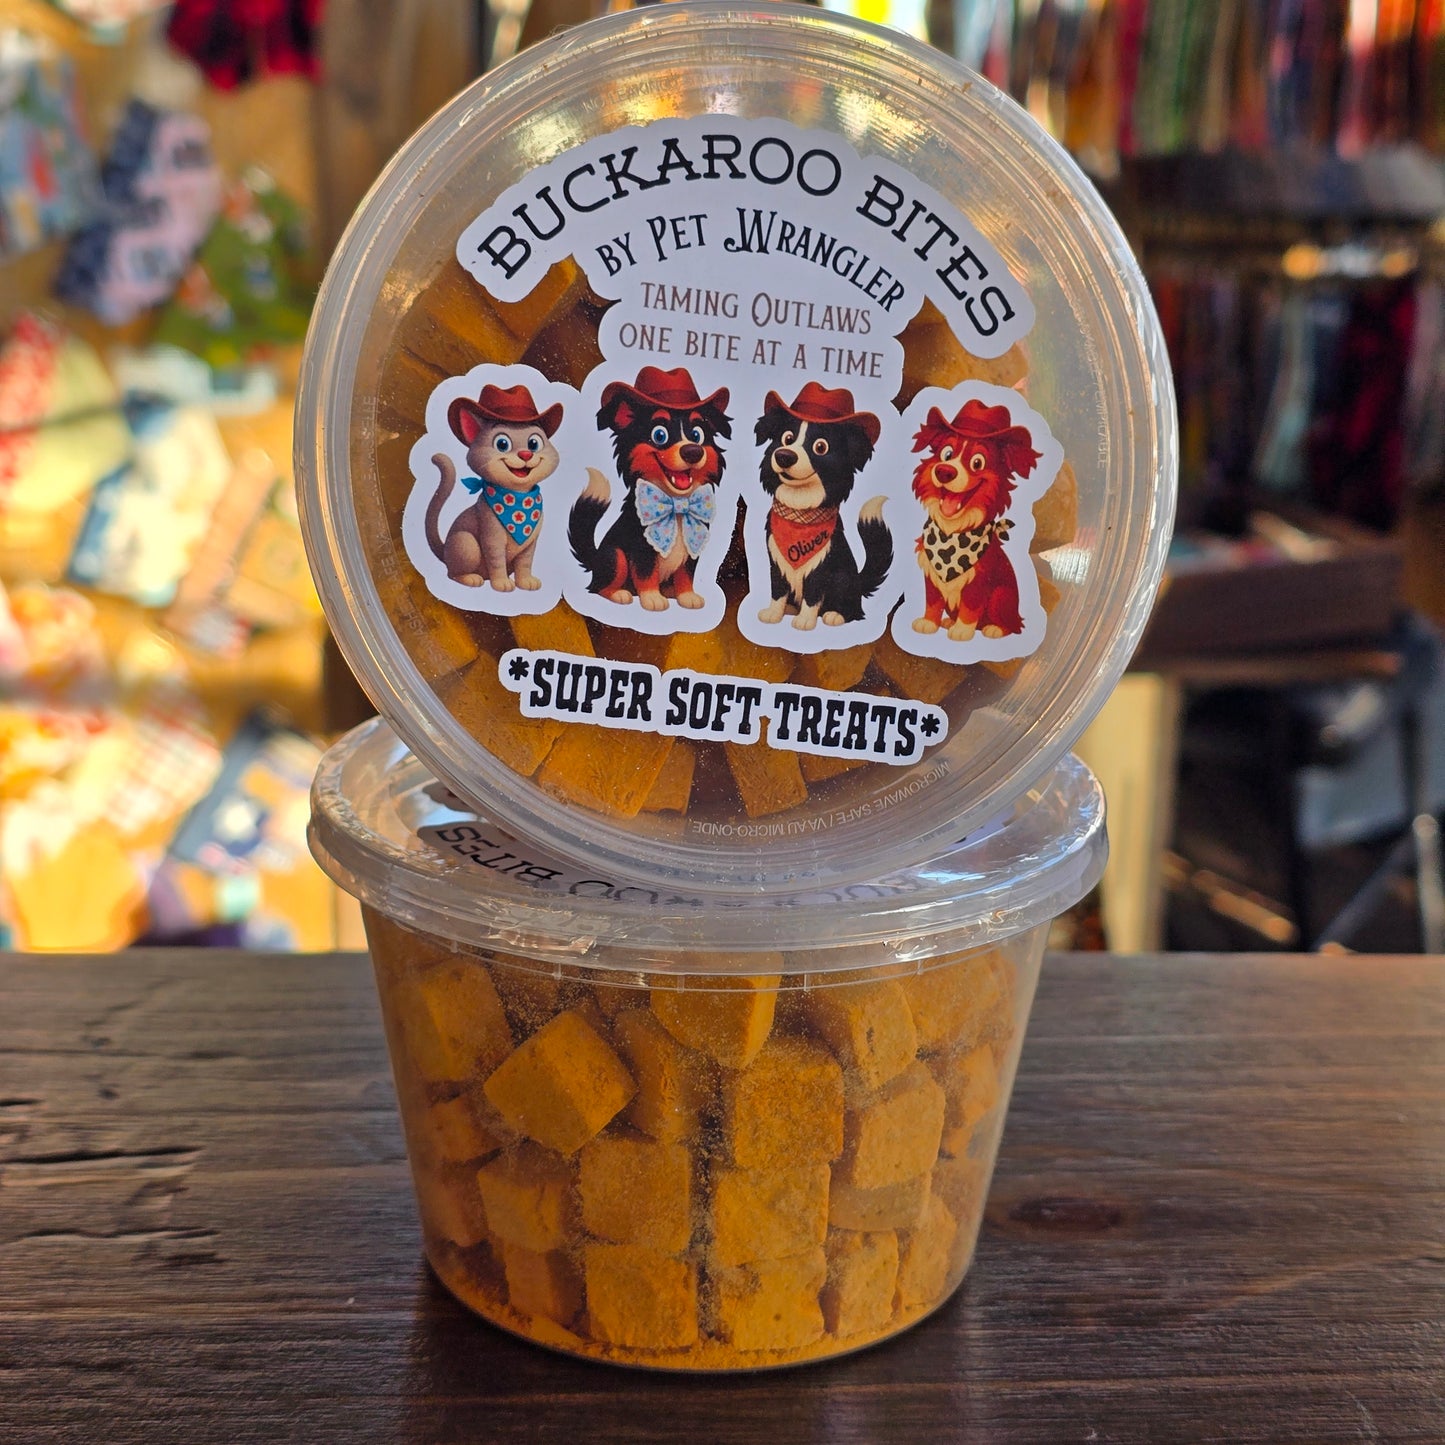 BUCKAROO BITES
BY PET WRANGLER
TAMING OUTLAWS
ONE BITE AT A TIME
Oliver
*SUPER SOFT TREATS*
MICROWAVE SAFE / VA AU MICRO-ONDE
BITES